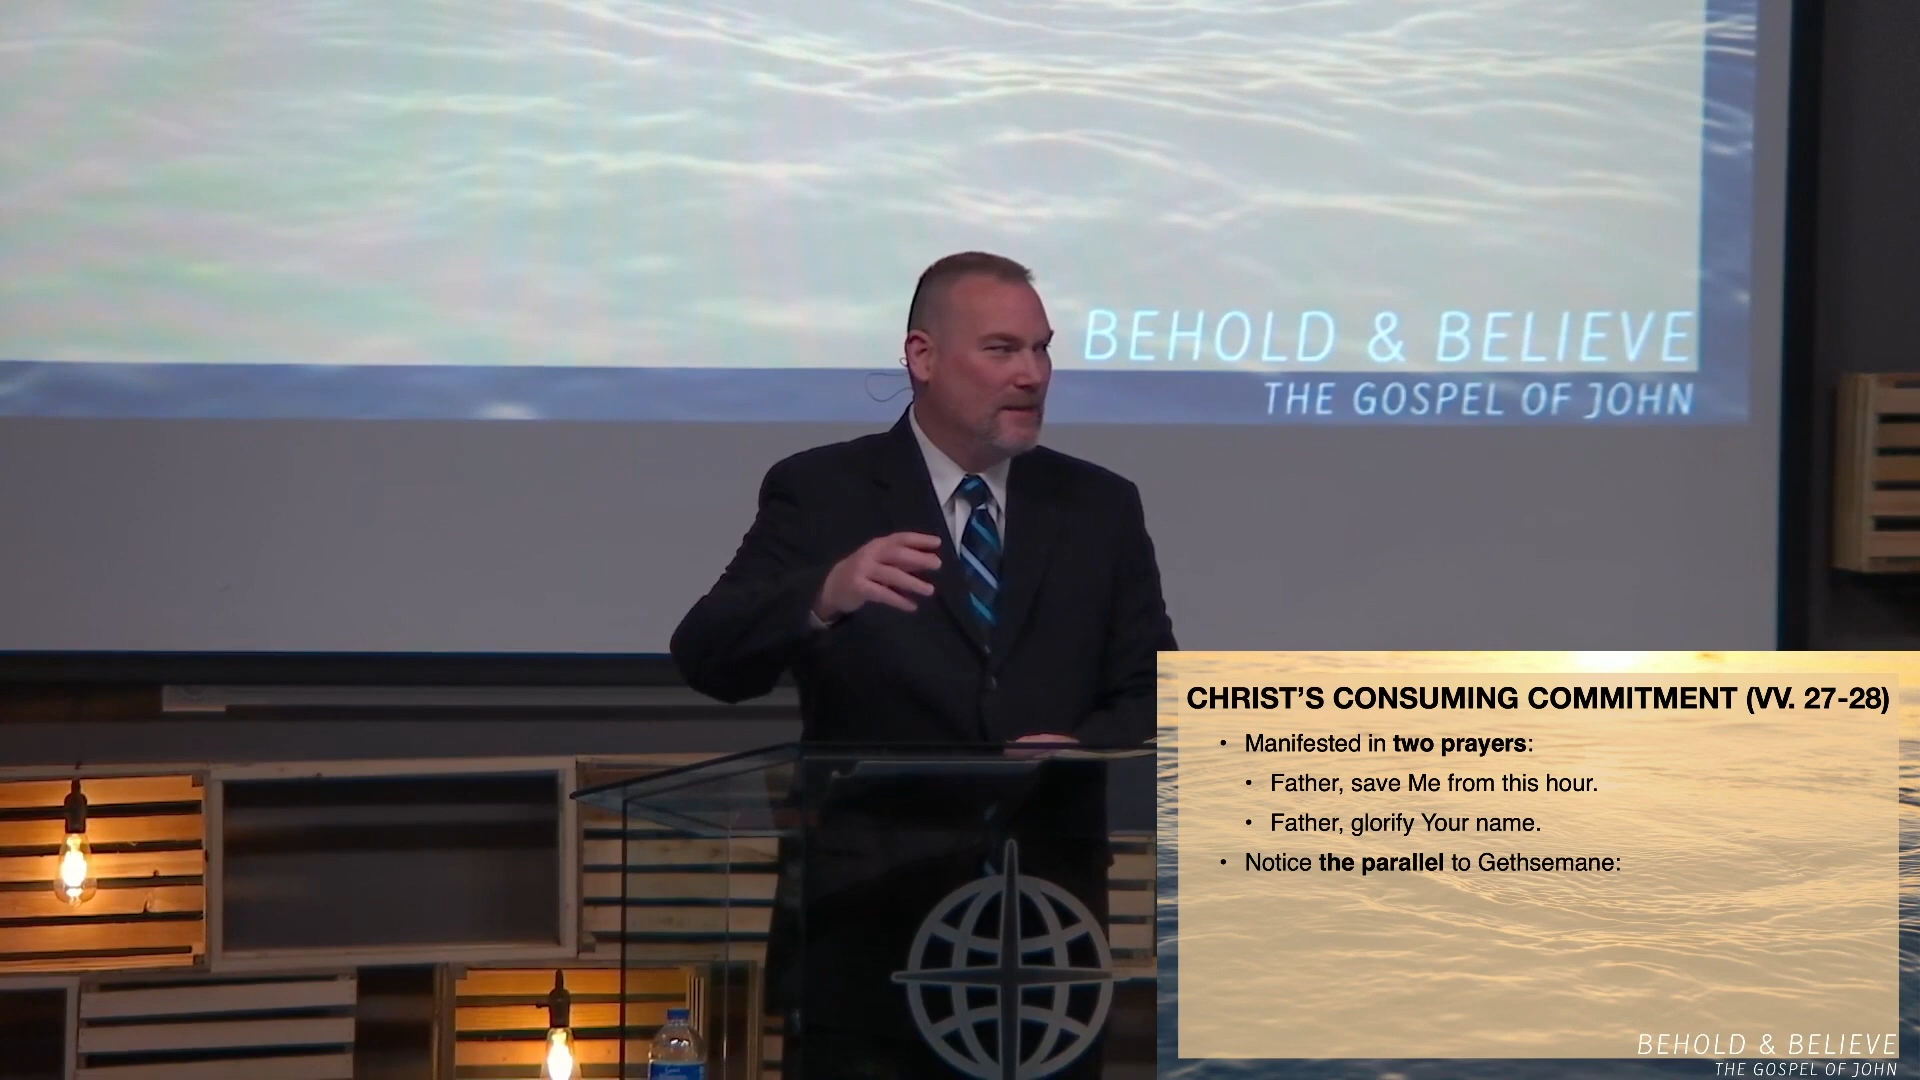 BEHOLD & BELIEVE
THE GOSPEL OF JOHN
CHRIST’S CONSUMING COMMITMENT (VV. 27-28)
• Manifested in two prayers:
• Father, save Me from this hour.
• Father, glorify Your name.
• Notice the parallel to Gethsemane:
BEHOLD & BELIEVE
THE GOSPEL OF JOHN